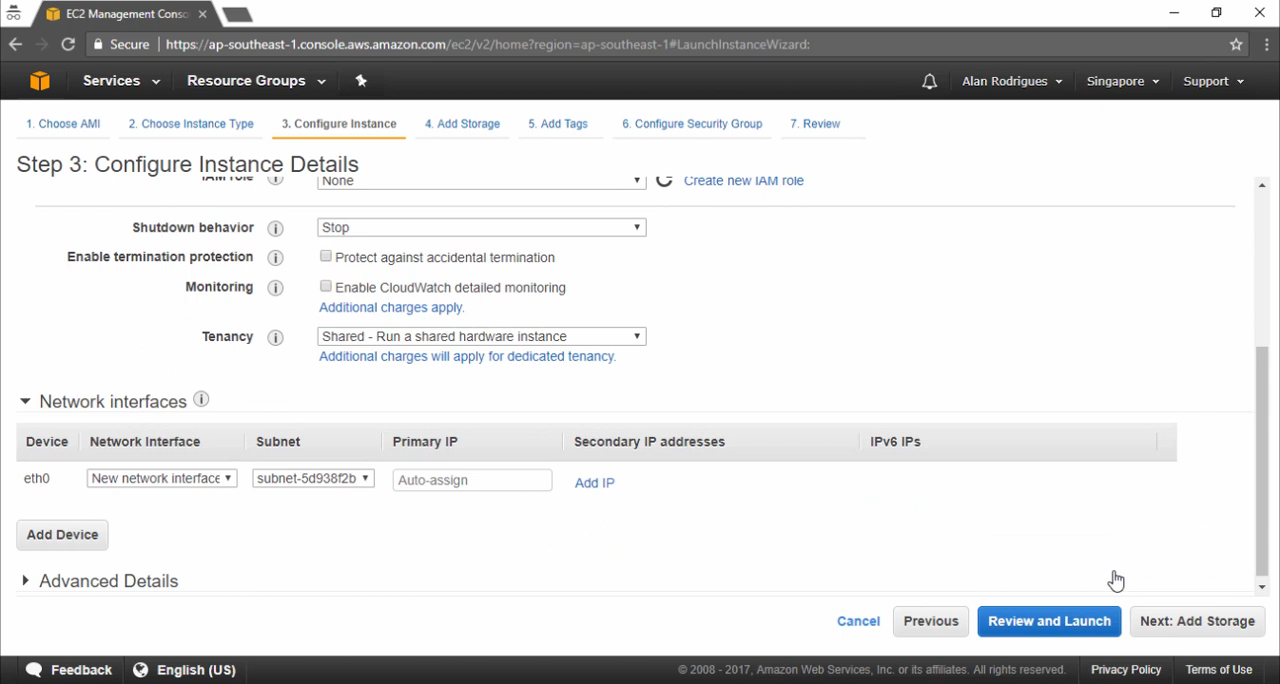 EC2 Management Conso
Secure https://ap-southeast-1.console.aws.amazon.com/ec2/v2/home?region=ap-southeast-1#LaunchInstanceWizard:
Services Resource Groups Alan Rodrigues Singapore Support
1. Choose AMI 2. Choose Instance Type 3. Configure Instance 4. Add Storage 5. Add Tags 6. Configure Security Group 7. Review
Step 3: Configure Instance Details
IAM role None Create new IAM role
Shutdown behavior Stop
Enable termination protection Protect against accidental termination
Monitoring Enable CloudWatch detailed monitoring
Additional charges apply.
Tenancy Shared - Run a shared hardware instance
Additional charges will apply for dedicated tenancy.
Network interfaces
Device Network Interface Subnet Primary IP Secondary IP addresses IPv6 IPs
eth0 New network interface subnet-5d938f2b Auto-assign Add IP
Add Device
Advanced Details
Cancel Previous Review and Launch Next: Add Storage
Feedback English (US) © 2008 - 2017, Amazon Web Services, Inc. or its affiliates. All rights reserved. Privacy Policy Terms of Use